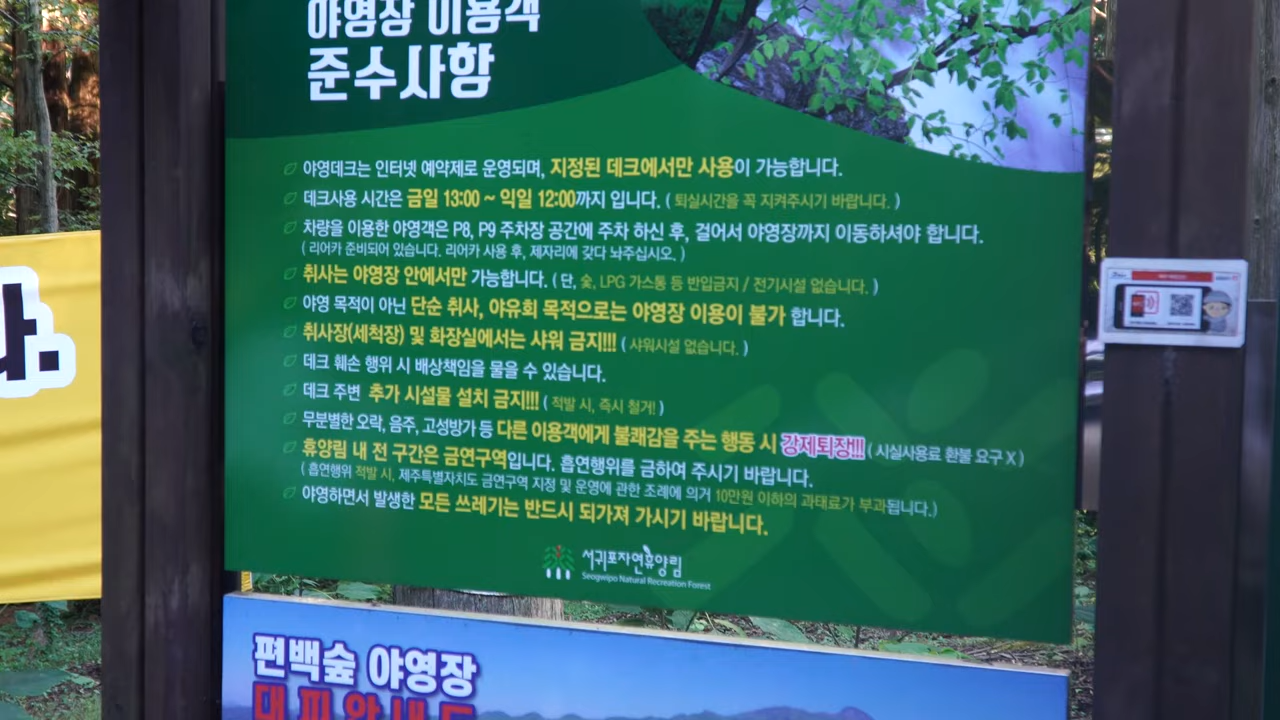 야영장 이용객
준수사항
야영데크는 인터넷 예약제로 운영되며, 지정된 데크에서만 사용이 가능합니다.
데크사용 시간은 금일 13:00 ~ 익일 12:00까지 입니다. ( 퇴실시간을 꼭 지켜주시기 바랍니다. )
차량을 이용한 야영객은 P8, P9 주차장 공간에 주차 하신 후, 걸어서 야영장까지 이동하셔야 합니다.
( 리어카 준비되어 있습니다. 리어카 사용 후, 제자리에 갖다 놔주십시오. )
취사는 야영장 안에서만 가능합니다. ( 단, 숯, LPG 가스통 등 반입금지 / 전기시설 없습니다. )
야영 목적이 아닌 단순 취사, 야유회 목적으로는 야영장 이용이 불가 합니다.
취사장(세척장) 및 화장실에서는 샤워 금지!!! ( 샤워시설 없습니다. )
데크 훼손 행위 시 배상책임을 물을 수 있습니다.
데크 주변 추가 시설물 설치 금지!!! ( 적발 시, 즉시 철거! )
무분별한 오락, 음주, 고성방가 등 다른 이용객에게 불쾌감을 주는 행동 시 강제퇴장!!! ( 시실사용료 환불 요구 X )
휴양림 내 전 구간은 금연구역입니다. 흡연행위를 금하여 주시기 바랍니다.
( 흡연행위 적발 시, 제주특별자치도 금연구역 지정 및 운영에 관한 조례에 의거 10만원 이하의 과태료가 부과됩니다.)
야영하면서 발생한 모든 쓰레기는 반드시 되가져 가시기 바랍니다.
서귀포자연휴양림
Seogwipo Natural Recreation Forest
편백숲 야영장